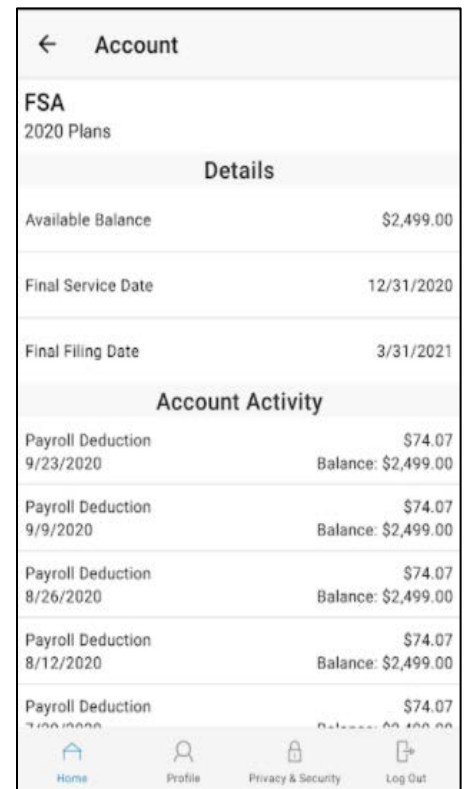 ← Account
FSA
2020 Plans
Details
Available Balance $2,499.00
Final Service Date 12/31/2020
Final Filing Date 3/31/2021
Account Activity
Payroll Deduction $74.07
9/23/2020 Balance: $2,499.00
Payroll Deduction $74.07
9/9/2020 Balance: $2,499.00
Payroll Deduction $74.07
8/26/2020 Balance: $2,499.00
Payroll Deduction $74.07
8/12/2020 Balance: $2,499.00
Payroll Deduction $74.07
Home Profile Privacy & Security Log Out